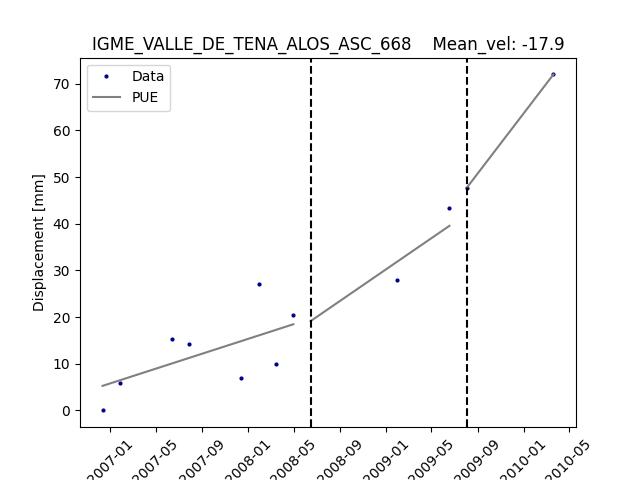 IGME_VALLE_DE_TENA_ALOS_ASC_668 Mean_vel: -17.9
Data
PUE
Displacement [mm]
70
60
50
40
30
20
10
0
2007-01 2007-05 2007-09 2008-01 2008-05 2008-09 2009-01 2009-05 2009-09 2010-01 2010-05